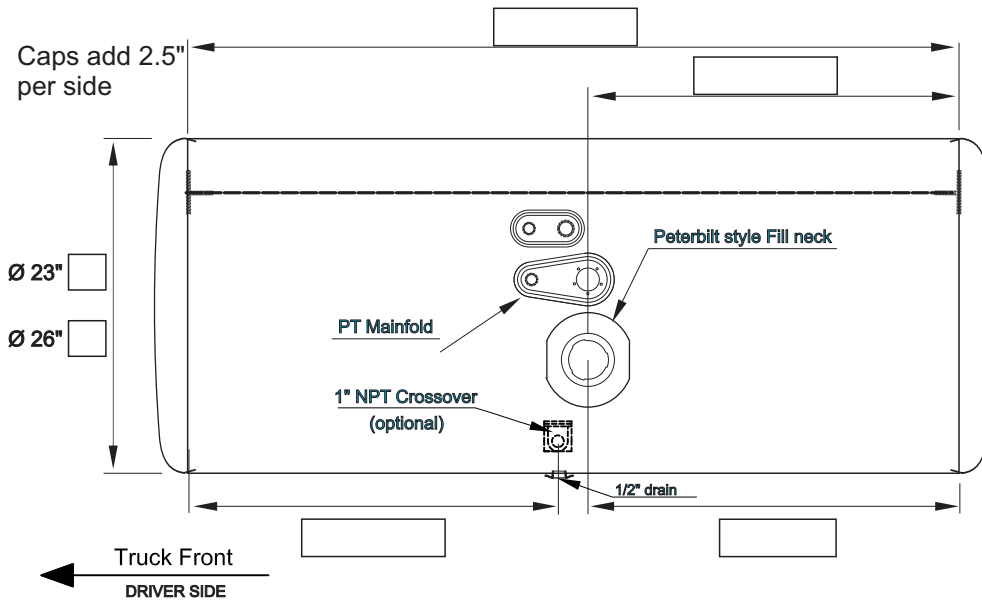 Caps add 2.5"
per side
Ø 23"
Ø 26"
Peterbilt style Fill neck
PT Mainfold
1" NPT Crossover
(optional)
1/2" drain
Truck Front
DRIVER SIDE